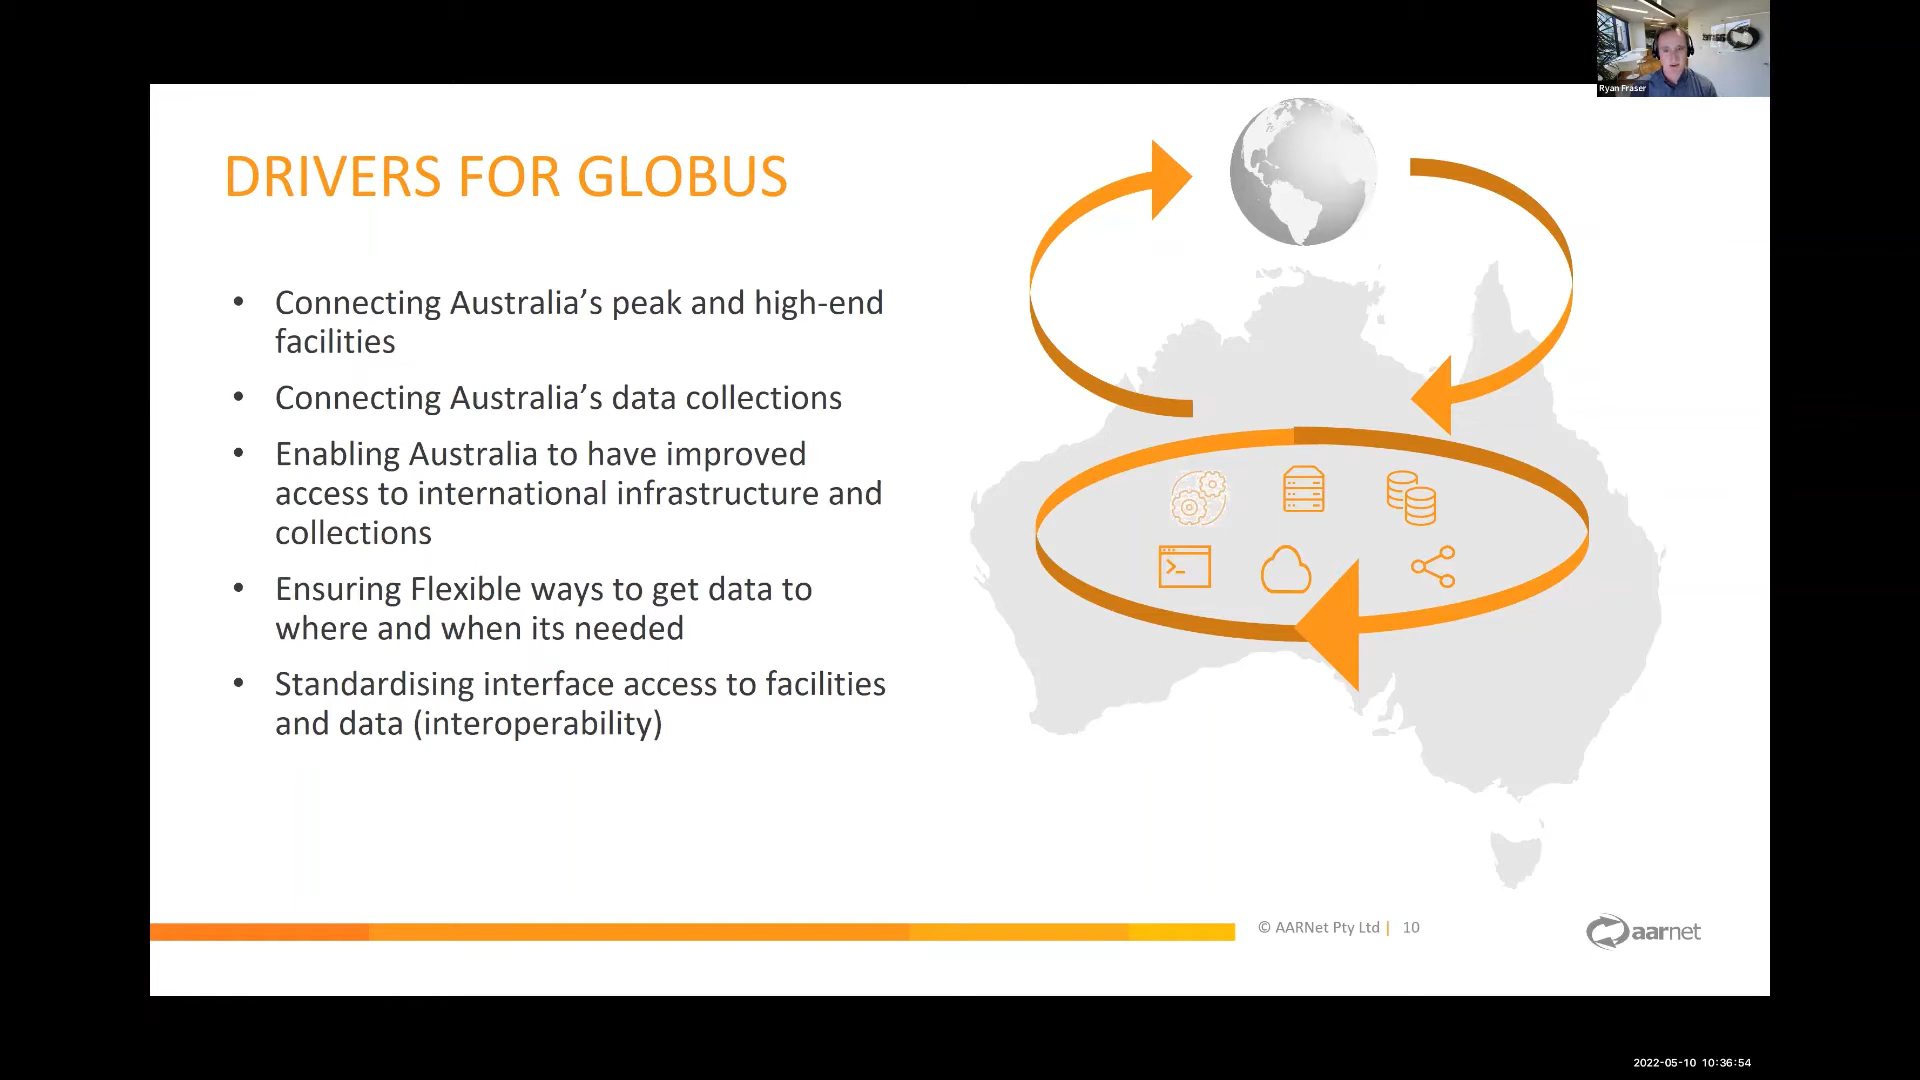 Ryan Fraser
DRIVERS FOR GLOBUS
• Connecting Australia’s peak and high-end
facilities
• Connecting Australia’s data collections
• Enabling Australia to have improved
access to international infrastructure and
collections
• Ensuring Flexible ways to get data to
where and when its needed
• Standardising interface access to facilities
and data (interoperability)
© AARNet Pty Ltd | 10
aarnet
2022-05-10 10:36:54